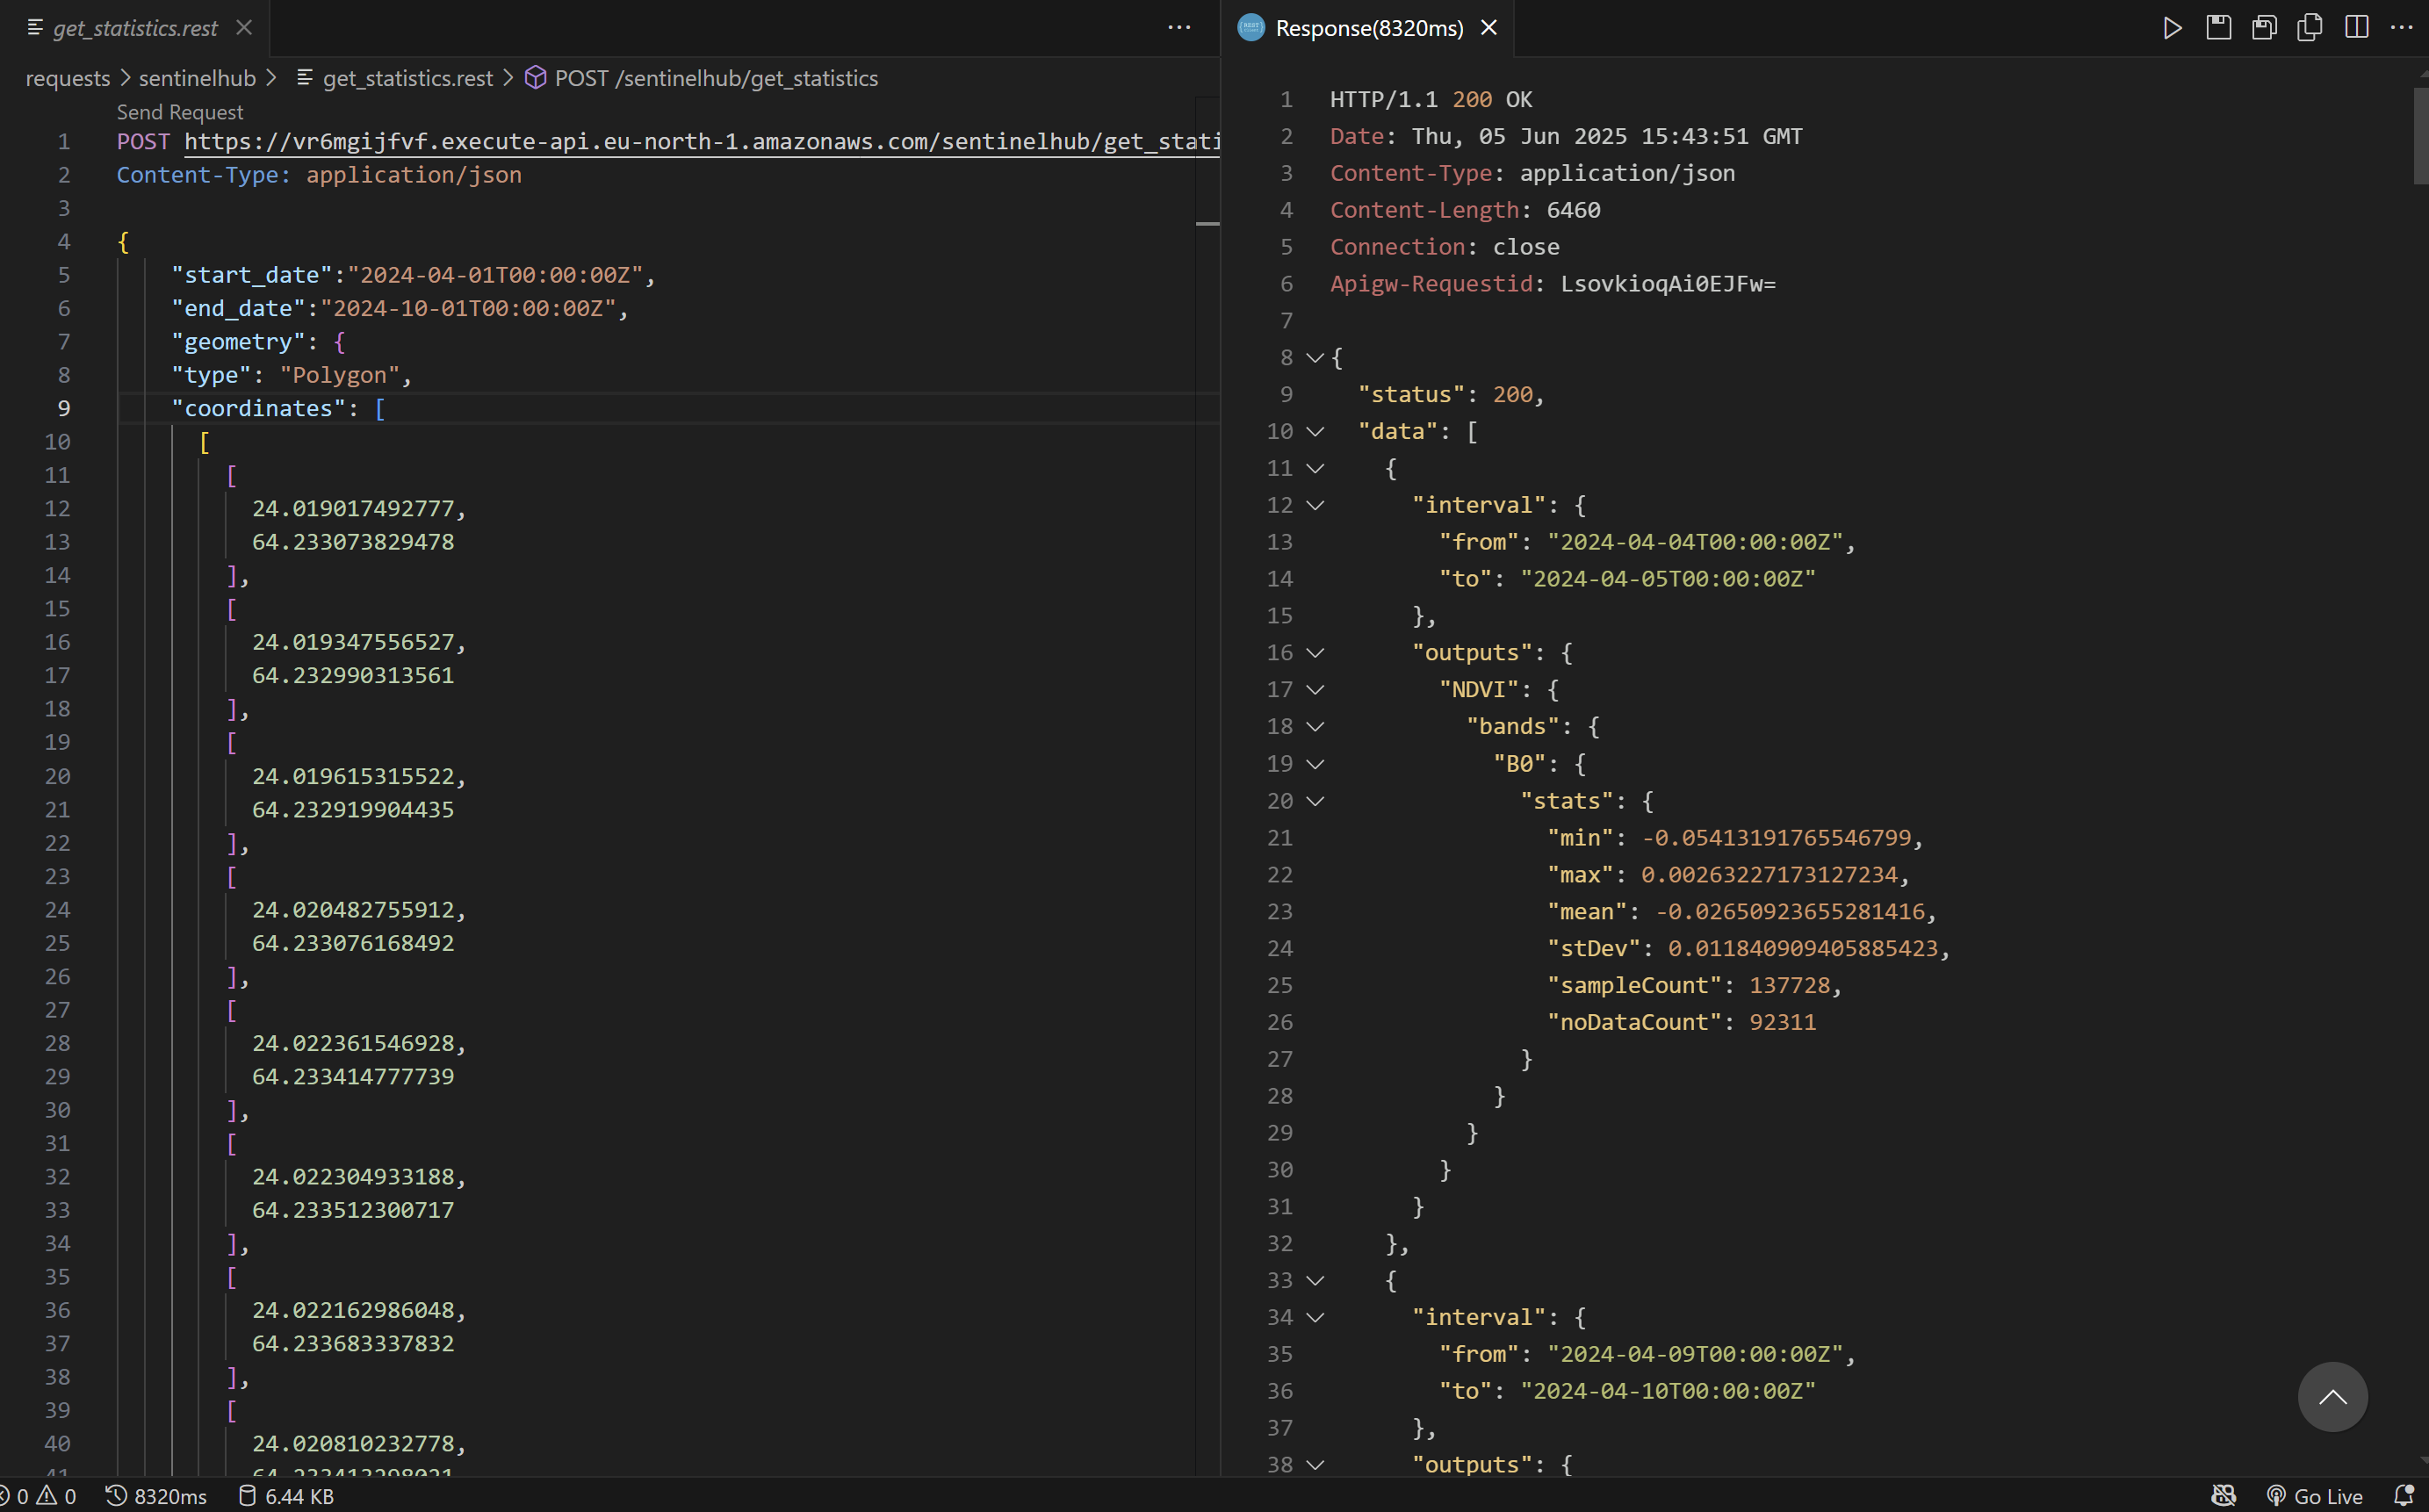 get_statistics.rest
requests > sentinelhub > get_statistics.rest > POST /sentinelhub/get_statistics
Send Request
1 POST https://vr6mgijfvf.execute-api.eu-north-1.amazonaws.com/sentinelhub/get_stati
2 Content-Type: application/json
3
4 {
5 "start_date":"2024-04-01T00:00:00Z",
6 "end_date":"2024-10-01T00:00:00Z",
7 "geometry": {
8 "type": "Polygon",
9 "coordinates": [
10 [
11 [
12 24.019017492777,
13 64.233073829478
14 ],
15 [
16 24.019347556527,
17 64.232990313561
18 ],
19 [
20 24.019615315522,
21 64.232919904435
22 ],
23 [
24 24.020482755912,
25 64.233076168492
26 ],
27 [
28 24.022361546928,
29 64.233414777739
30 ],
31 [
32 24.022304933188,
33 64.233512300717
34 ],
35 [
36 24.022162986048,
37 64.233683337832
38 ],
39 [
40 24.020810232778,
41 64.233413298021
Response(8320ms)
1 HTTP/1.1 200 OK
2 Date: Thu, 05 Jun 2025 15:43:51 GMT
3 Content-Type: application/json
4 Content-Length: 6460
5 Connection: close
6 Apigw-Requestid: LsovkioqAi0EJFw=
7
8 {
9 "status": 200,
10 "data": [
11 {
12 "interval": {
13 "from": "2024-04-04T00:00:00Z",
14 "to": "2024-04-05T00:00:00Z"
15 },
16 "outputs": {
17 "NDVI": {
18 "bands": {
19 "B0": {
20 "stats": {
21 "min": -0.05413191765546799,
22 "max": 0.00263227173127234,
23 "mean": -0.02650923655281416,
24 "stDev": 0.011840909405885423,
25 "sampleCount": 137728,
26 "noDataCount": 92311
27 }
28 }
29 }
30 }
31 }
32 },
33 {
34 "interval": {
35 "from": "2024-04-09T00:00:00Z",
36 "to": "2024-04-10T00:00:00Z"
37 },
38 "outputs": {
0 0 8320ms 6.44 KB Go Live